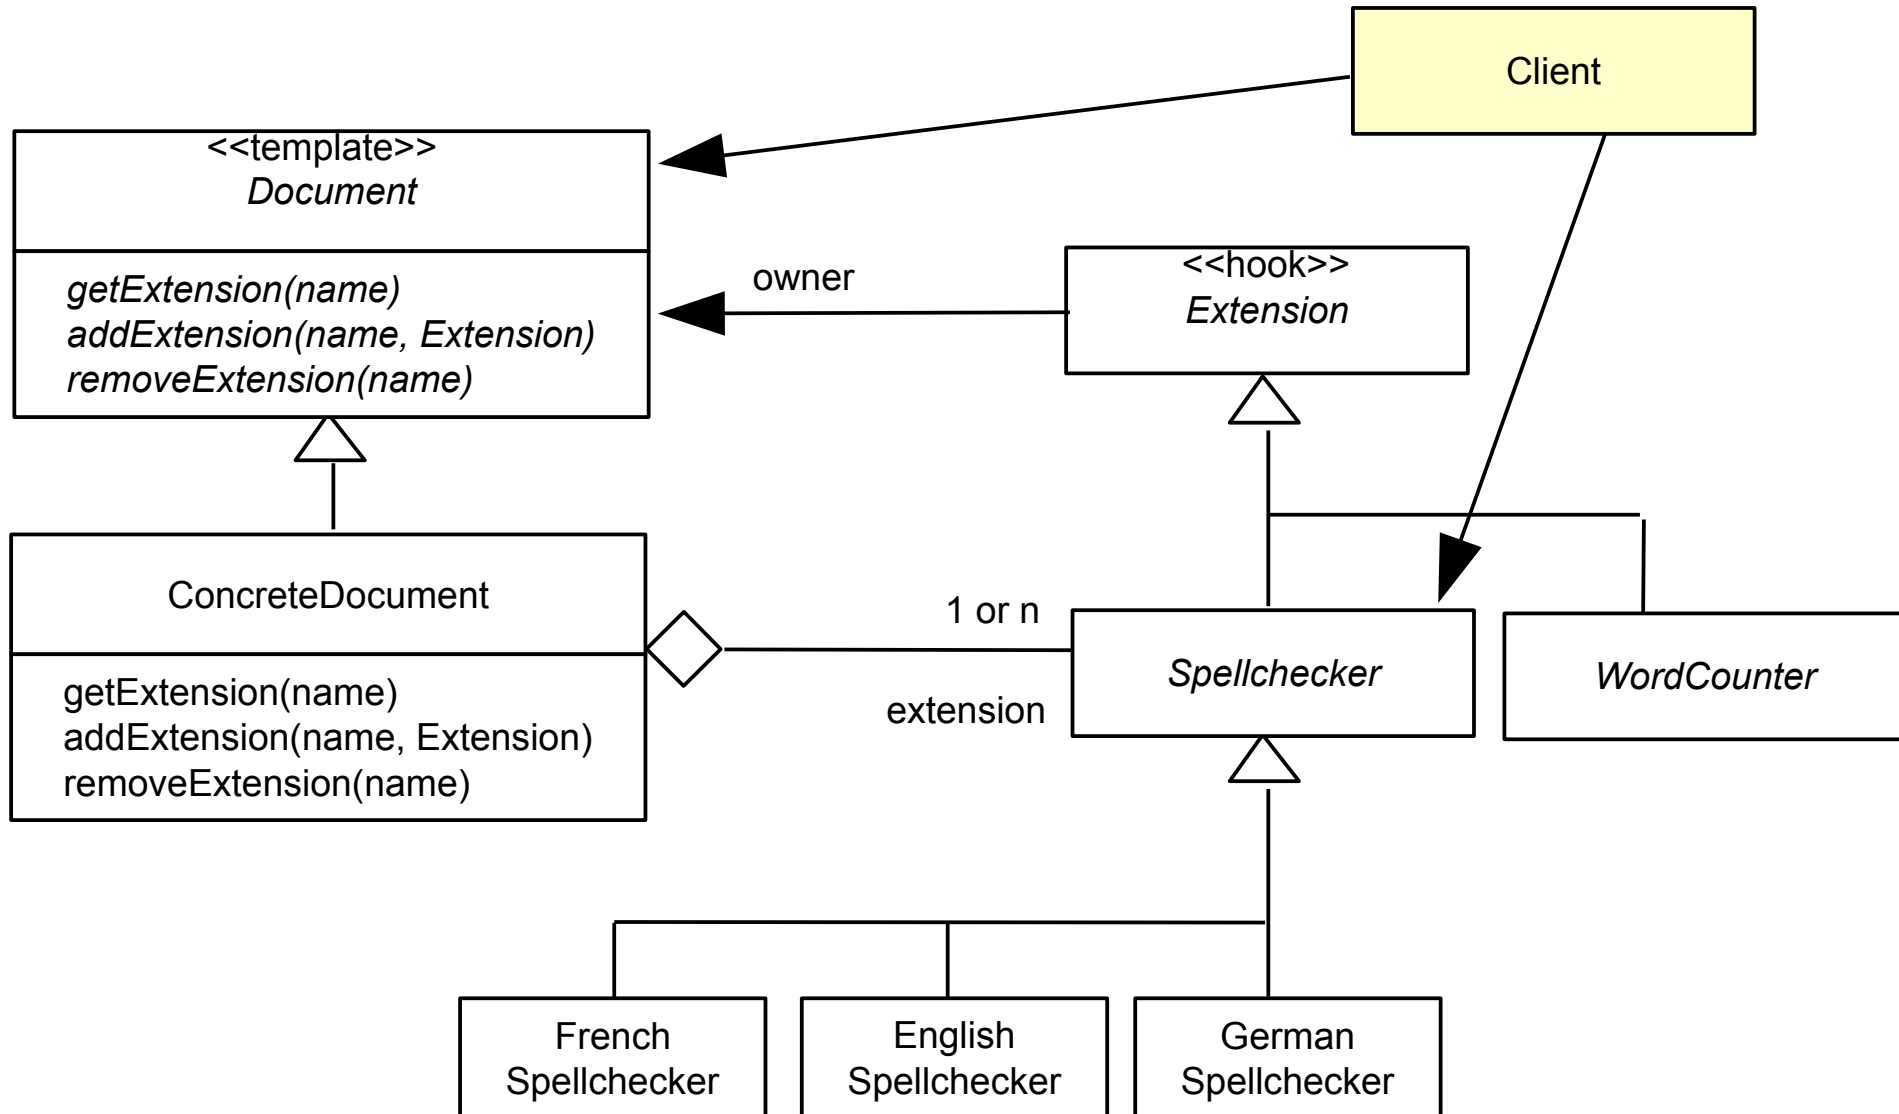 Client
<<template>>
Document
getExtension(name)
addExtension(name, Extension)
removeExtension(name)
owner
<<hook>>
Extension
ConcreteDocument
getExtension(name)
addExtension(name, Extension)
removeExtension(name)
1 or n
extension
Spellchecker
WordCounter
French
Spellchecker
English
Spellchecker
German
Spellchecker